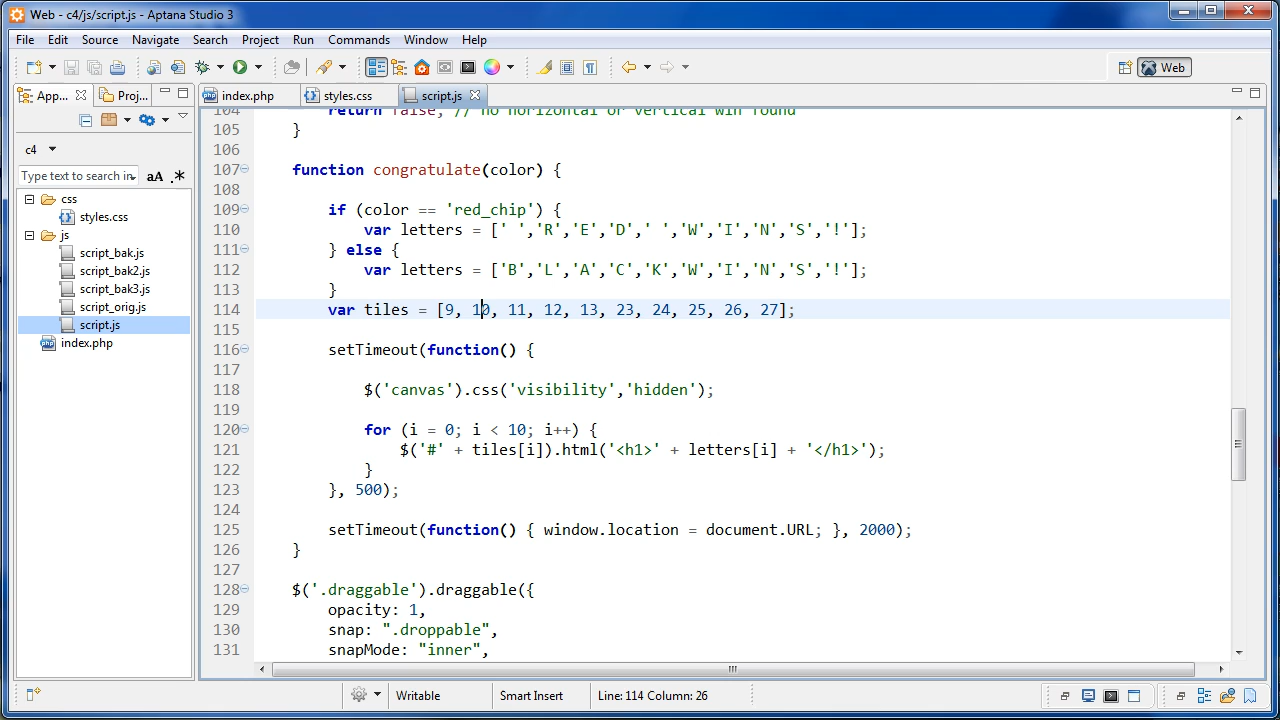 Web - c4/js/script.js - Aptana Studio 3
File Edit Source Navigate Search Project Run Commands Window Help
Web
App... Proj... index.php styles.css script.js
c4
Type text to search in
aA .*
css
styles.css
js
script_bak.js
script_bak2.js
script_bak3.js
script_orig.js
script.js
index.php
104 return false; // no horizontal or vertical win found
105 }
106
107 function congratulate(color) {
108
109 if (color == 'red_chip') {
110 var letters = [' ','R','E','D',' ','W','I','N','S','!'];
111 } else {
112 var letters = ['B','L','A','C','K','W','I','N','S','!'];
113 }
114 var tiles = [9, 10, 11, 12, 13, 23, 24, 25, 26, 27];
115
116 setTimeout(function() {
117
118 $('canvas').css('visibility','hidden');
119
120 for (i = 0; i < 10; i++) {
121 $('#' + tiles[i]).html('<h1>' + letters[i] + '</h1>');
122 }
123 }, 500);
124
125 setTimeout(function() { window.location = document.URL; }, 2000);
126 }
127
128 $('.draggable').draggable({
129 opacity: 1,
130 snap: ".droppable",
131 snapMode: "inner",
Writable Smart Insert Line: 114 Column: 26